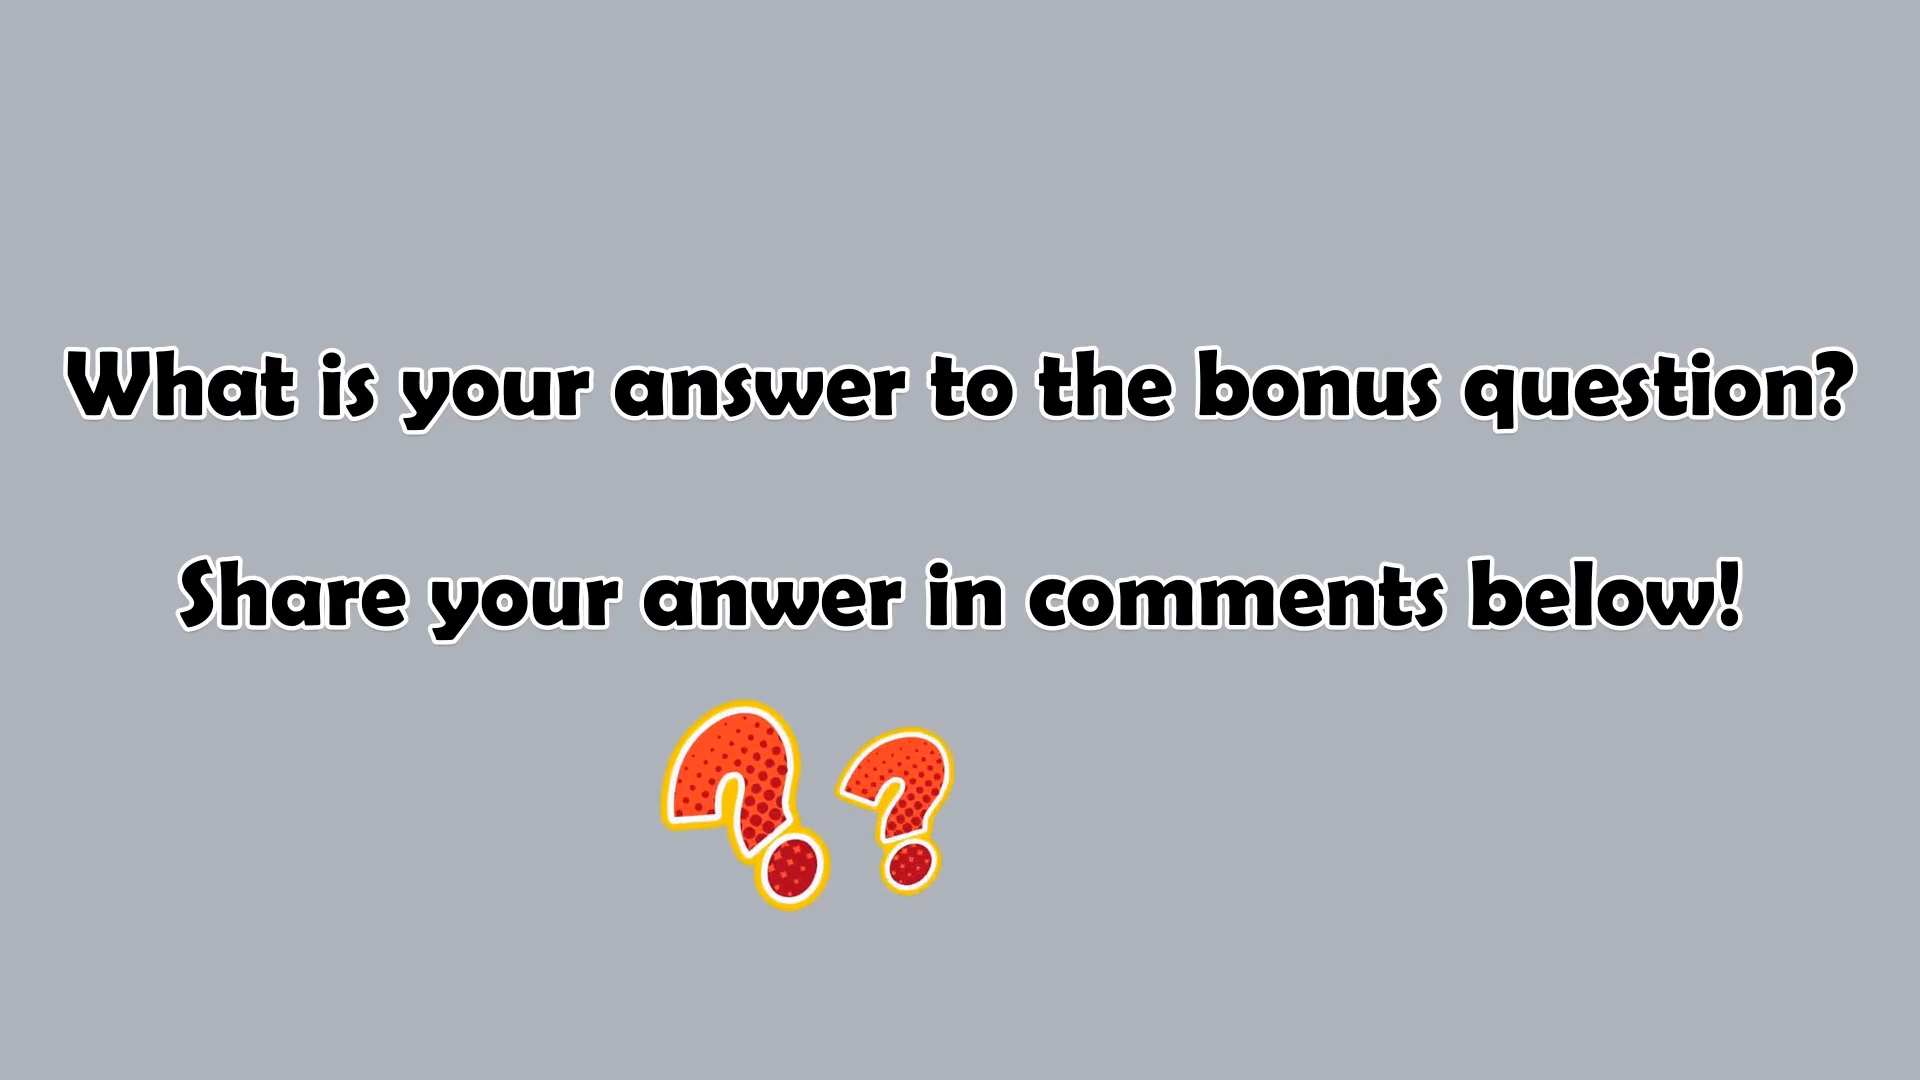 What is your answer to the bonus question?
Share your anwer in comments below!